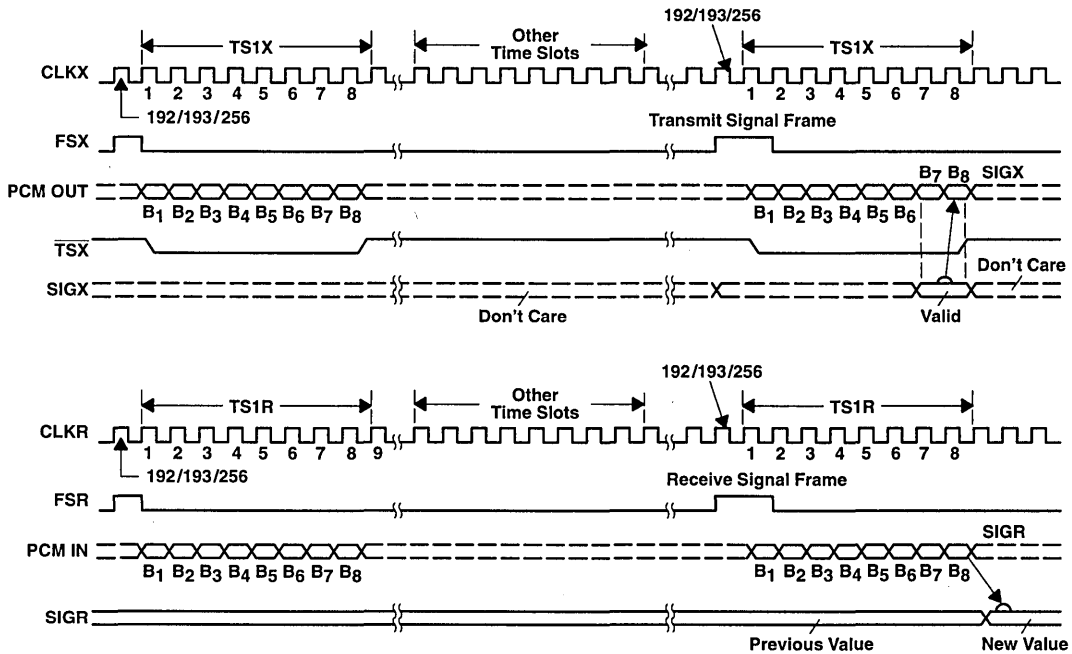 192/193/256
TS1X
Other
Time Slots
TS1X
CLKX
1 2 3 4 5 6 7 8
1 2 3 4 5 6 7 8
192/193/256
Transmit Signal Frame
FSX
B7 B8 SIGX
PCM OUT
B1 B2 B3 B4 B5 B6 B7 B8
B1 B2 B3 B4 B5 B6
TSX
Don't Care
SIGX
Don't Care
Valid
192/193/256
TS1R
Other
Time Slots
TS1R
CLKR
1 2 3 4 5 6 7 8 9
1 2 3 4 5 6 7 8
192/193/256
Receive Signal Frame
FSR
SIGR
PCM IN
B1 B2 B3 B4 B5 B6 B7 B8
B1 B2 B3 B4 B5 B6 B7 B8
SIGR
Previous Value
New Value